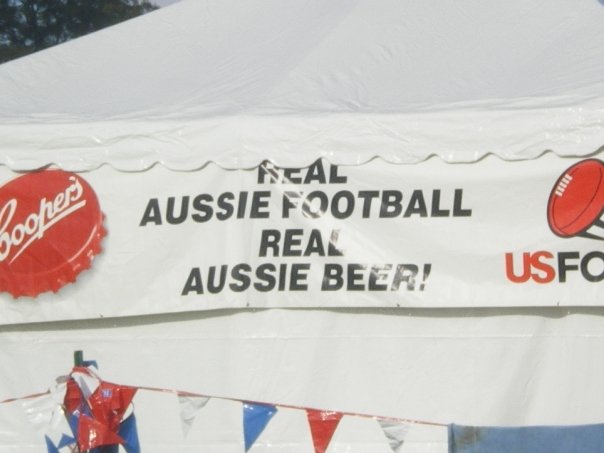 Coopers
REAL
AUSSIE FOOTBALL
REAL
AUSSIE BEER!
USFO